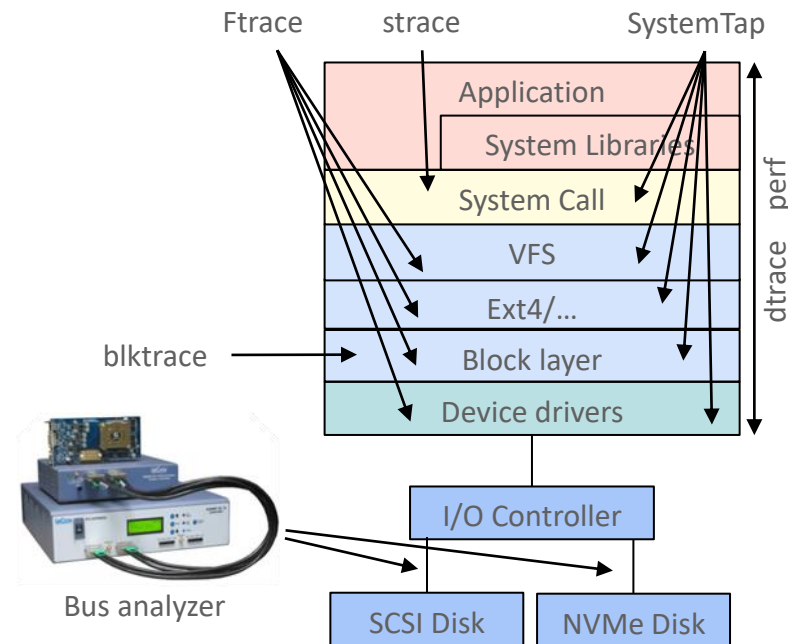 Ftrace
strace
SystemTap
Application
System Libraries
System Call
VFS
Ext4/...
blktrace
Block layer
Device drivers
dtrace perf
I/O Controller
Bus analyzer
SCSI Disk
NVMe Disk